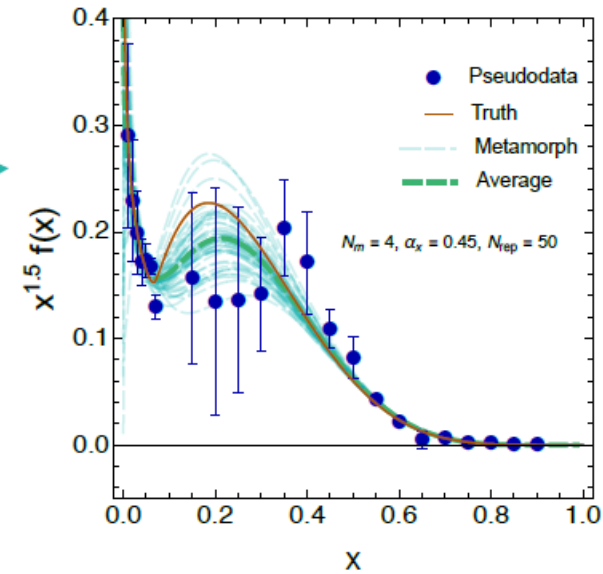 0.4
0.3
0.2
0.1
0.0
x^1.5 f(x)
Pseudodata
Truth
Metamorph
Average
N_m = 4, α_x = 0.45, N_rep = 50
0.0 0.2 0.4 0.6 0.8 1.0
x